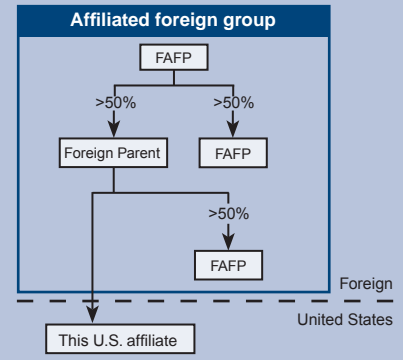 Affiliated foreign group
FAFP
>50%
>50%
Foreign Parent
FAFP
>50%
FAFP
Foreign
United States
This U.S. affiliate